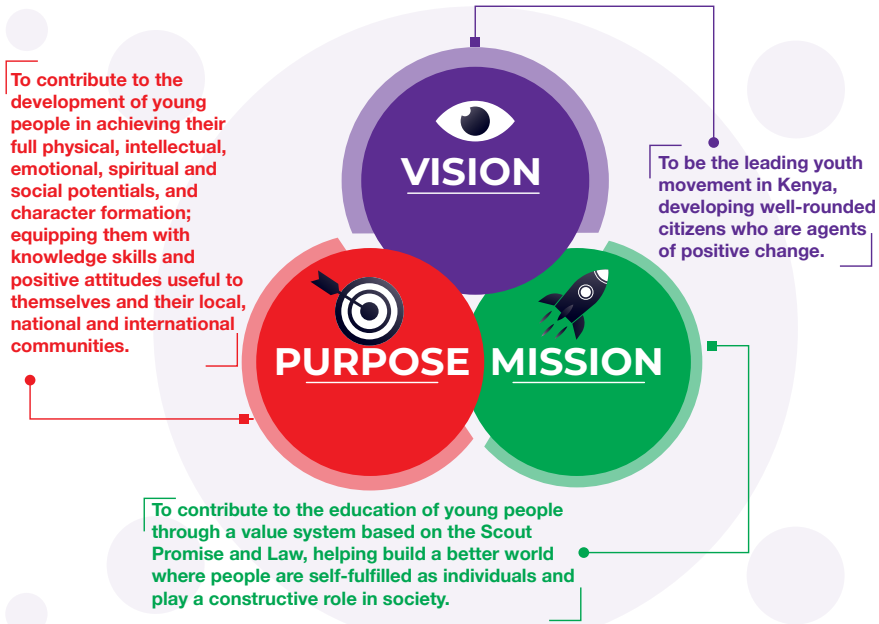 VISION
To be the leading youth
movement in Kenya,
developing well-rounded
citizens who are agents
of positive change.
PURPOSE
To contribute to the
development of young
people in achieving their
full physical, intellectual,
emotional, spiritual and
social potentials, and
character formation;
equipping them with
knowledge skills and
positive attitudes useful to
themselves and their local,
national and international
communities.
MISSION
To contribute to the education of young people
through a value system based on the Scout
Promise and Law, helping build a better world
where people are self-fulfilled as individuals and
play a constructive role in society.